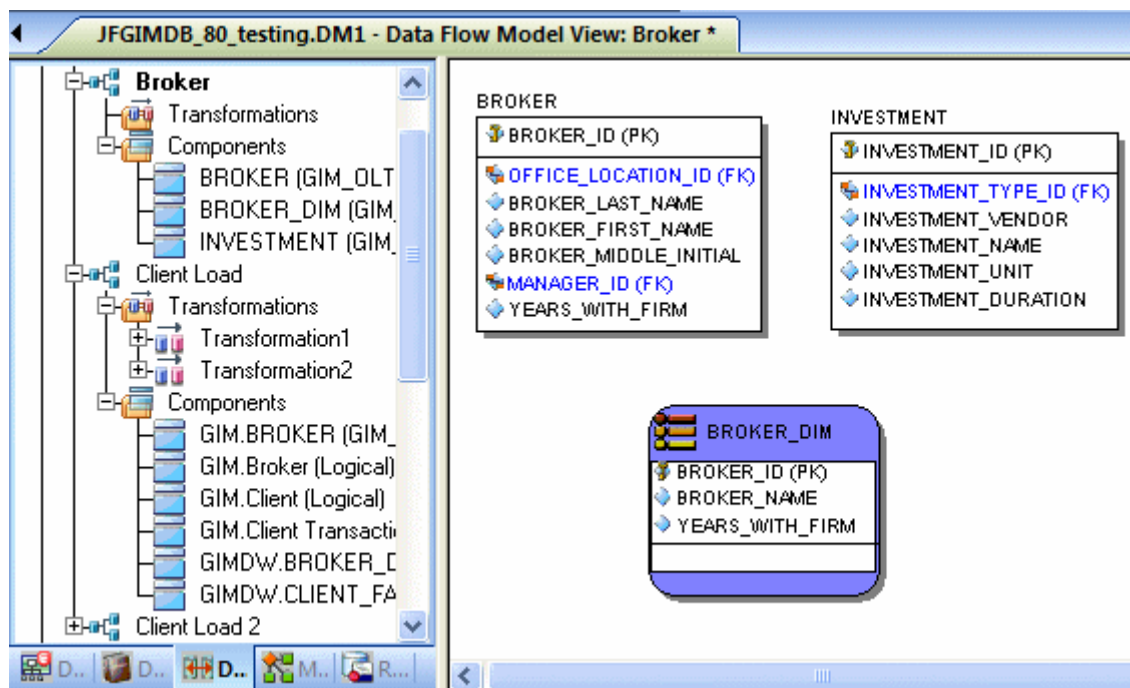 JFGIMDB_80_testing.DM1 - Data Flow Model View: Broker *
Broker
Transformations
Components
BROKER (GIM_OLT
BROKER_DIM (GIM_
INVESTMENT (GIM_
Client Load
Transformations
Transformation1
Transformation2
Components
GIM.BROKER (GIM_
GIM.Broker (Logical)
GIM.Client (Logical)
GIM.Client Transacti
GIMDW.BROKER_D
GIMDW.CLIENT_FA
Client Load 2
D.. D.. D.. M.. R...
BROKER
BROKER_ID (PK)
OFFICE_LOCATION_ID (FK)
BROKER_LAST_NAME
BROKER_FIRST_NAME
BROKER_MIDDLE_INITIAL
MANAGER_ID (FK)
YEARS_WITH_FIRM
INVESTMENT
INVESTMENT_ID (PK)
INVESTMENT_TYPE_ID (FK)
INVESTMENT_VENDOR
INVESTMENT_NAME
INVESTMENT_UNIT
INVESTMENT_DURATION
BROKER_DIM
BROKER_ID (PK)
BROKER_NAME
YEARS_WITH_FIRM